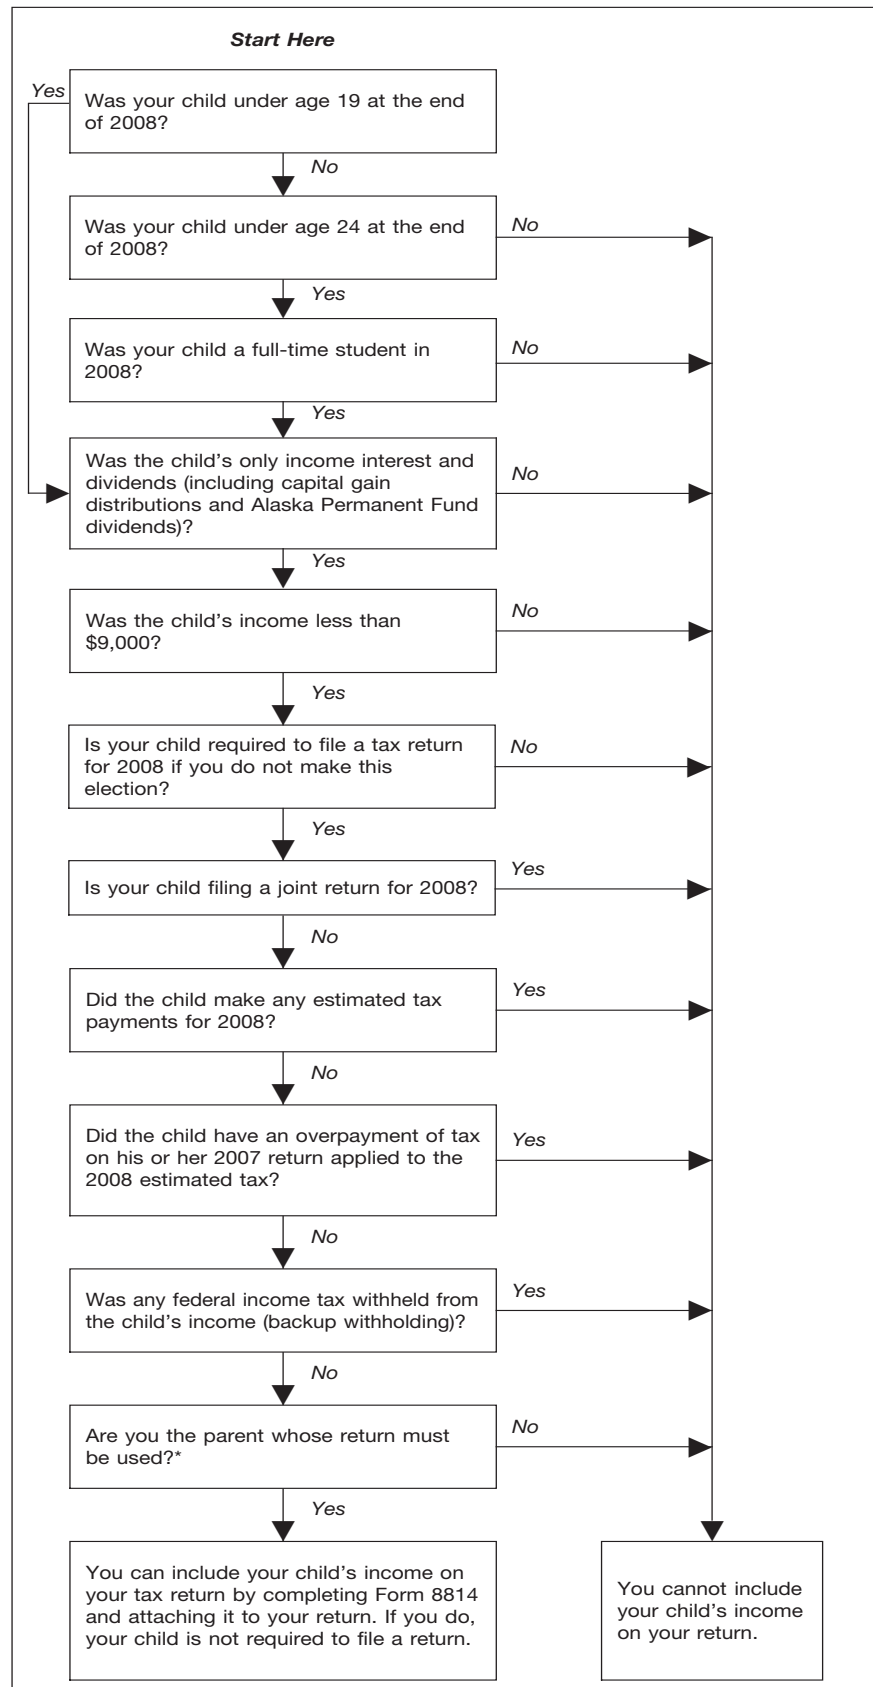 Start Here
Yes
Was your child under age 19 at the end
of 2008?
No
Was your child under age 24 at the end
of 2008?
No
Yes
Was your child a full-time student in
2008?
No
Yes
Was the child's only income interest and
dividends (including capital gain
distributions and Alaska Permanent Fund
dividends)?
No
Yes
Was the child's income less than
$9,000?
No
Yes
Is your child required to file a tax return
for 2008 if you do not make this
election?
No
Yes
Is your child filing a joint return for 2008?
Yes
No
Did the child make any estimated tax
payments for 2008?
Yes
No
Did the child have an overpayment of tax
on his or her 2007 return applied to the
2008 estimated tax?
Yes
No
Was any federal income tax withheld from
the child's income (backup withholding)?
Yes
No
Are you the parent whose return must
be used?*
No
Yes
You can include your child's income on
your tax return by completing Form 8814
and attaching it to your return. If you do,
your child is not required to file a return.
You cannot include
your child's income
on your return.